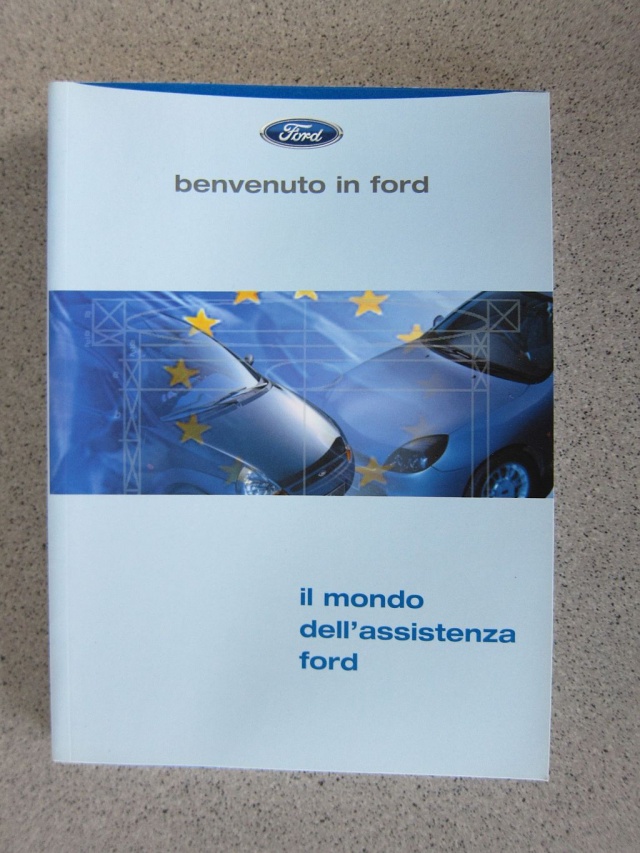 Ford
benvenuto in ford
il mondo
dell'assistenza
ford